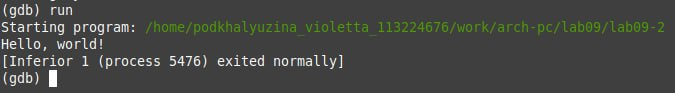 (gdb) run
Starting program: /home/podkhalyuzina_violetta_113224676/work/arch-pc/lab09/lab09-2
Hello, world!
[Inferior 1 (process 5476) exited normally]
(gdb)